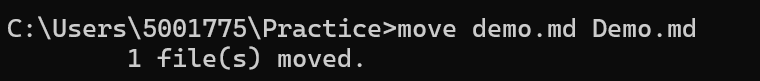 C:\Users\5001775\Practice>move demo.md Demo.md
        1 file(s) moved.